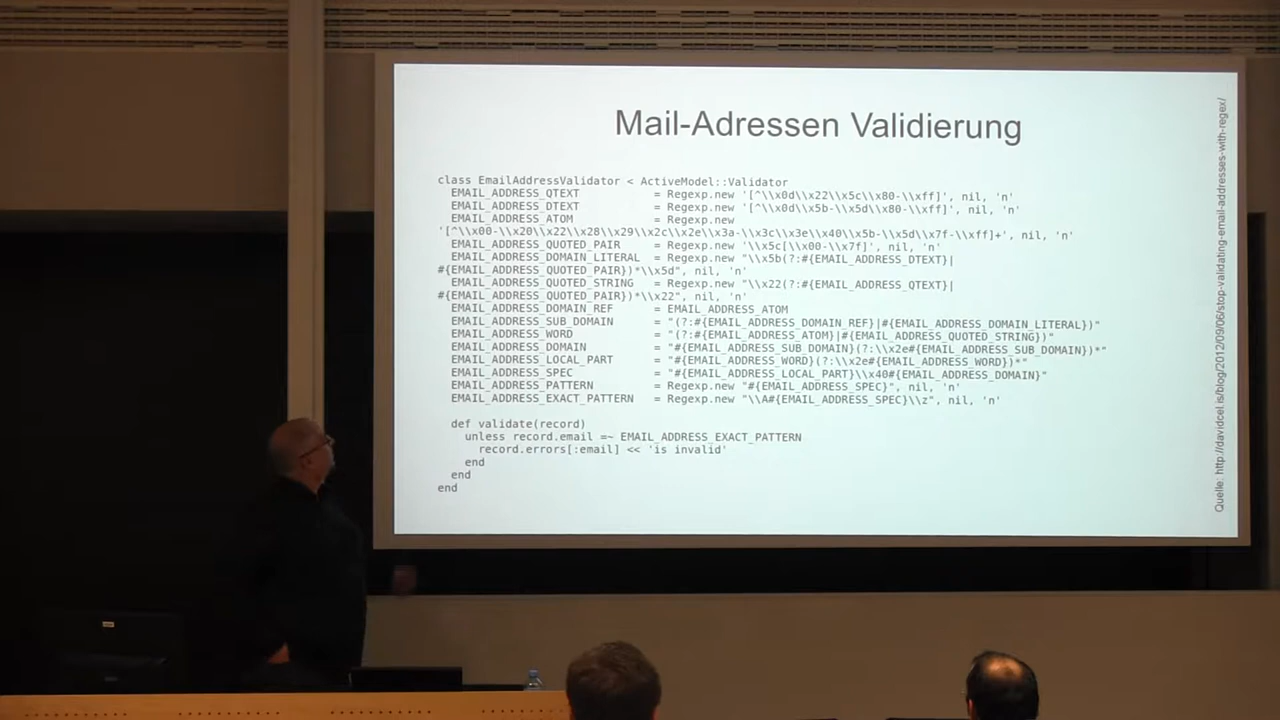 Mail-Adressen Validierung
class EmailAddressValidator < ActiveModel::Validator
EMAIL_ADDRESS_QTEXT = Regexp.new '[^\\x0d\\x22\\x5c\\x80-\\xff]', nil, 'n'
EMAIL_ADDRESS_DTEXT = Regexp.new '[^\\x0d\\x5b-\\x5d\\x80-\\xff]', nil, 'n'
EMAIL_ADDRESS_ATOM = Regexp.new
'[^\\x00-\\x20\\x22\\x28\\x29\\x2c\\x2e\\x3a-\\x3c\\x3e\\x40\\x5b-\\x5d\\x7f-\\xff]+', nil, 'n'
EMAIL_ADDRESS_QUOTED_PAIR = Regexp.new '\\x5c[\\x00-\\x7f]', nil, 'n'
EMAIL_ADDRESS_DOMAIN_LITERAL = Regexp.new "\\x5b(?:#{EMAIL_ADDRESS_DTEXT}|
#{EMAIL_ADDRESS_QUOTED_PAIR})*\\x5d", nil, 'n'
EMAIL_ADDRESS_QUOTED_STRING = Regexp.new "\\x22(?:#{EMAIL_ADDRESS_QTEXT}|
#{EMAIL_ADDRESS_QUOTED_PAIR})*\\x22", nil, 'n'
EMAIL_ADDRESS_DOMAIN_REF = EMAIL_ADDRESS_ATOM
EMAIL_ADDRESS_SUB_DOMAIN = "(?:#{EMAIL_ADDRESS_DOMAIN_REF}|#{EMAIL_ADDRESS_DOMAIN_LITERAL})"
EMAIL_ADDRESS_WORD = "(?:#{EMAIL_ADDRESS_ATOM}|#{EMAIL_ADDRESS_QUOTED_STRING})"
EMAIL_ADDRESS_DOMAIN = "#{EMAIL_ADDRESS_SUB_DOMAIN}(?:\\x2e#{EMAIL_ADDRESS_SUB_DOMAIN})*"
EMAIL_ADDRESS_LOCAL_PART = "#{EMAIL_ADDRESS_WORD}(?:\\x2e#{EMAIL_ADDRESS_WORD})*"
EMAIL_ADDRESS_SPEC = "#{EMAIL_ADDRESS_LOCAL_PART}\\x40#{EMAIL_ADDRESS_DOMAIN}"
EMAIL_ADDRESS_PATTERN = Regexp.new "#{EMAIL_ADDRESS_SPEC}", nil, 'n'
EMAIL_ADDRESS_EXACT_PATTERN = Regexp.new "\\A#{EMAIL_ADDRESS_SPEC}\\z", nil, 'n'
def validate(record)
unless record.email =~ EMAIL_ADDRESS_EXACT_PATTERN
record.errors[:email] << 'is invalid'
end
end
end
Quelle: http://davidcel.is/blog/2012/09/06/stop-validating-email-addresses-with-regex/